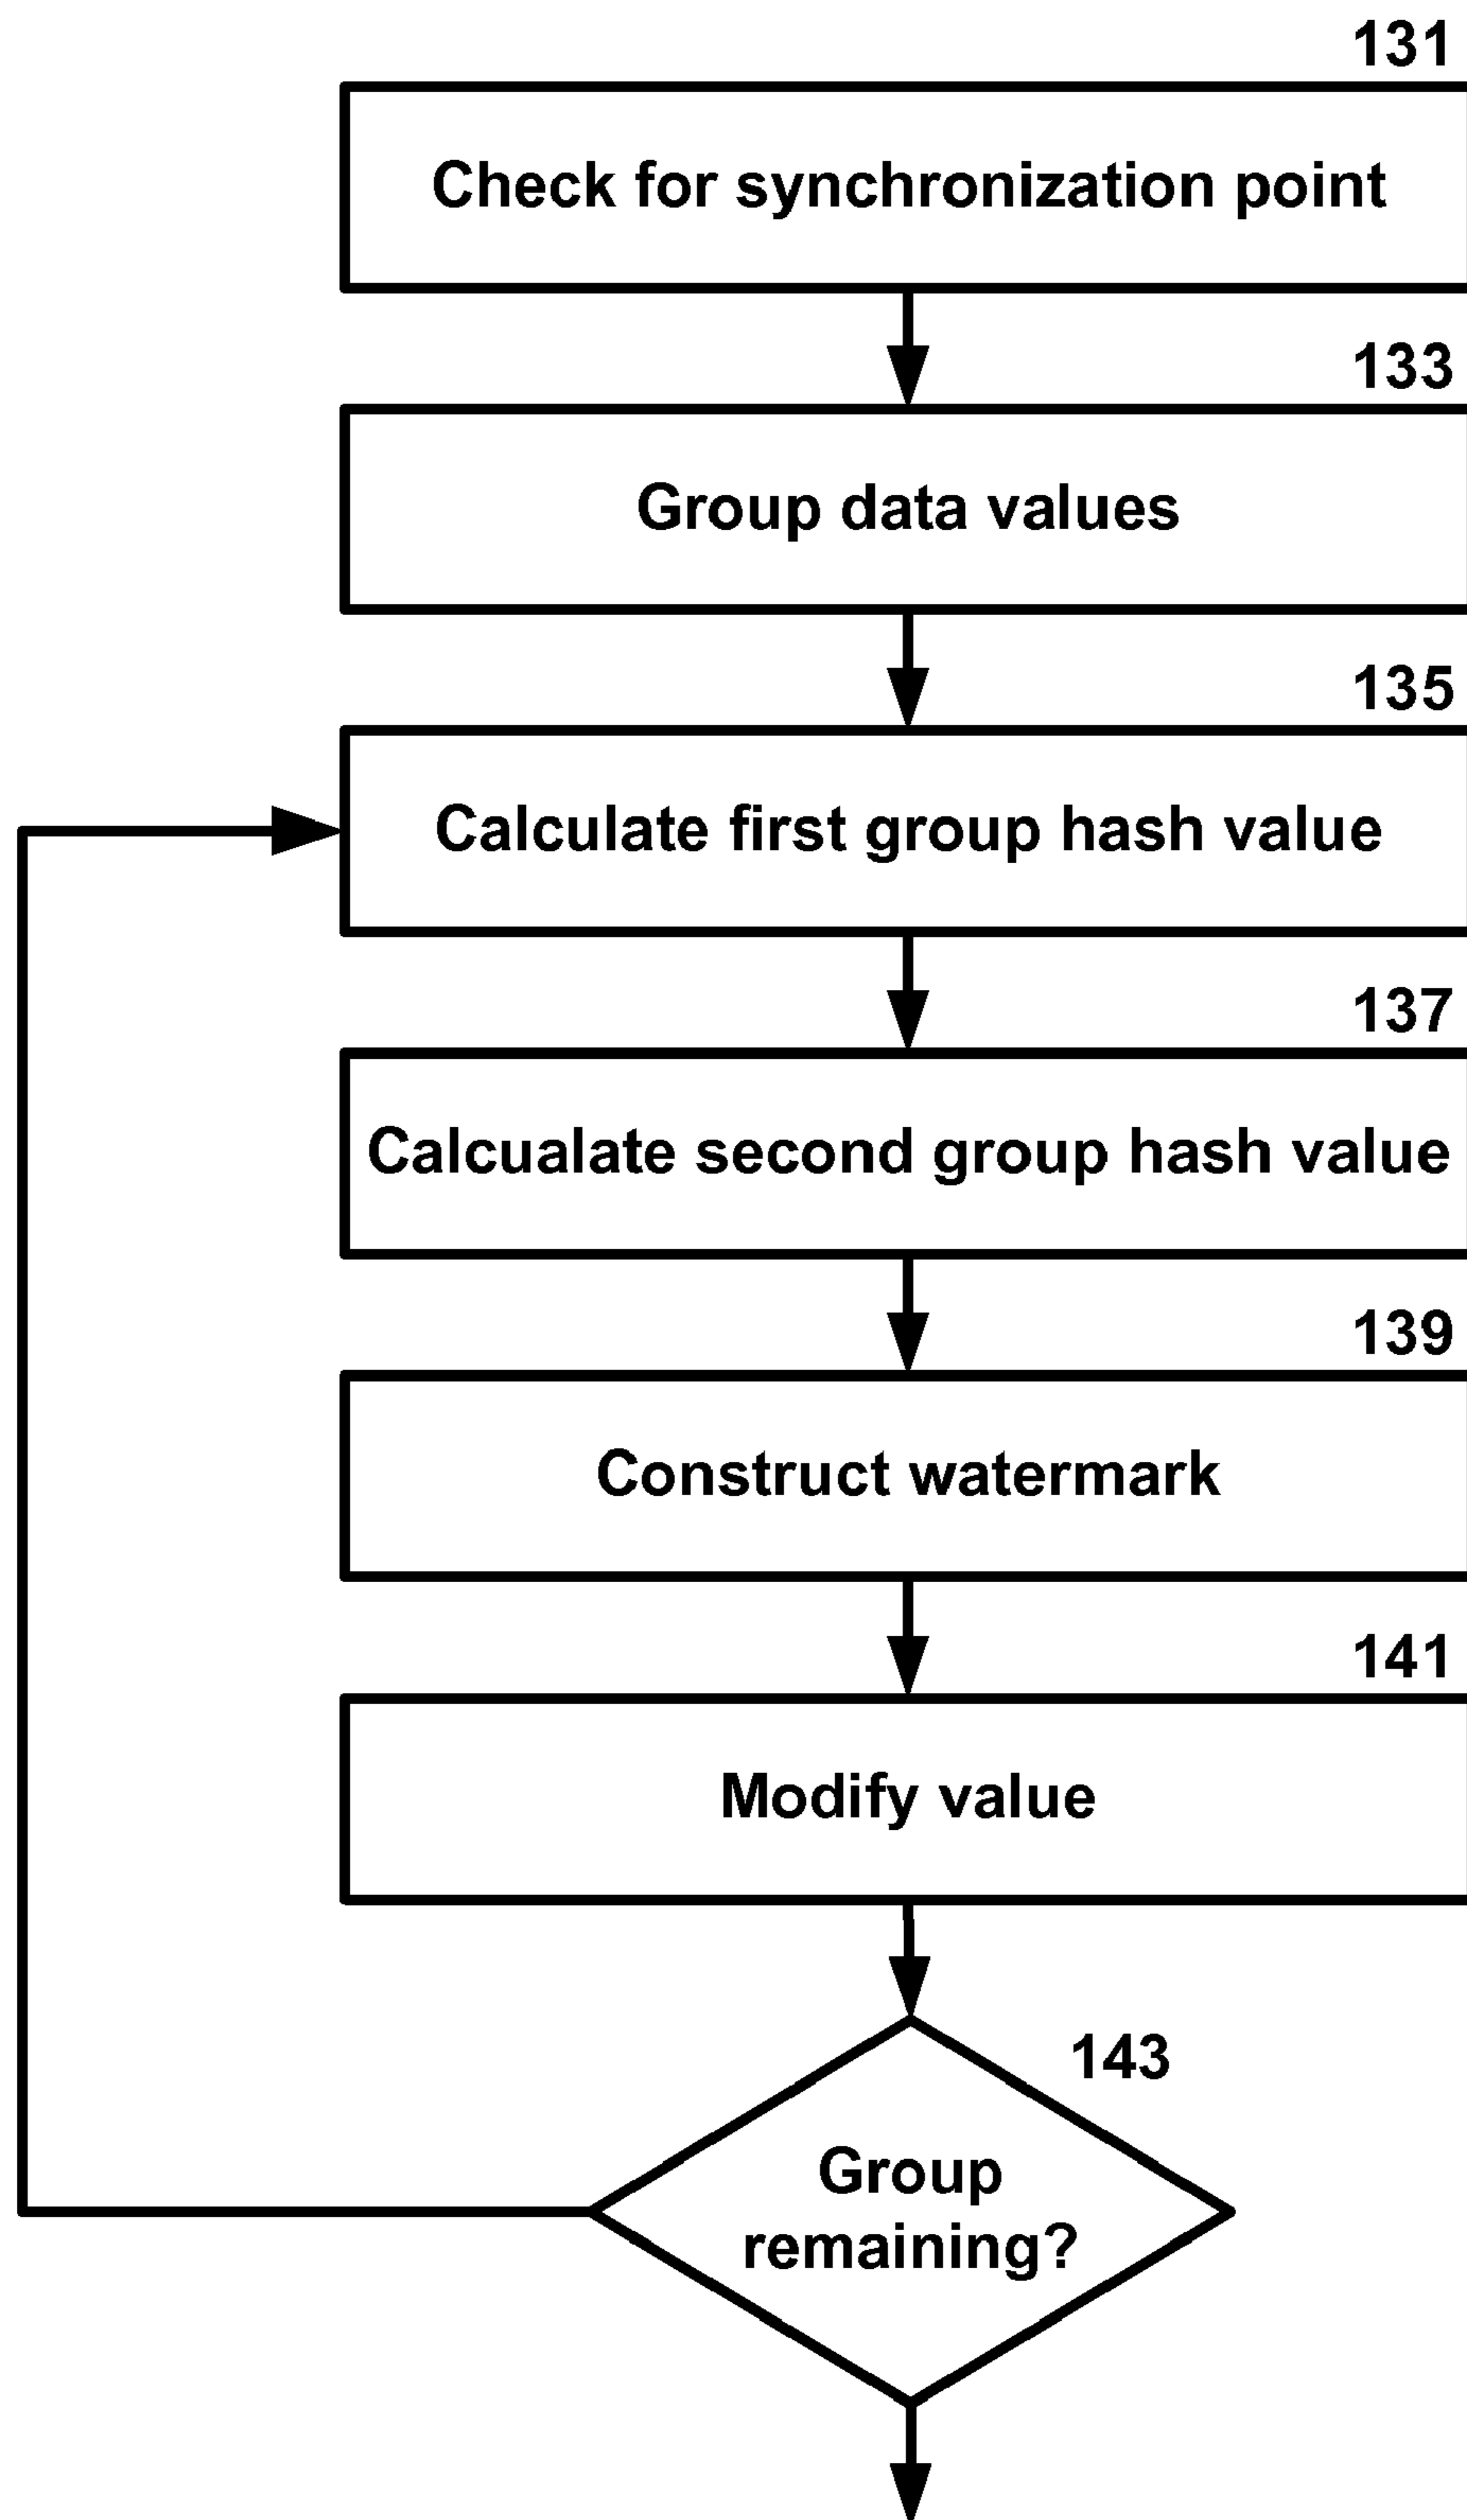 131
Check for synchronization point
133
Group data values
135
Calculate first group hash value
137
Calcualate second group hash value
139
Construct watermark
141
Modify value
143
Group
remaining?